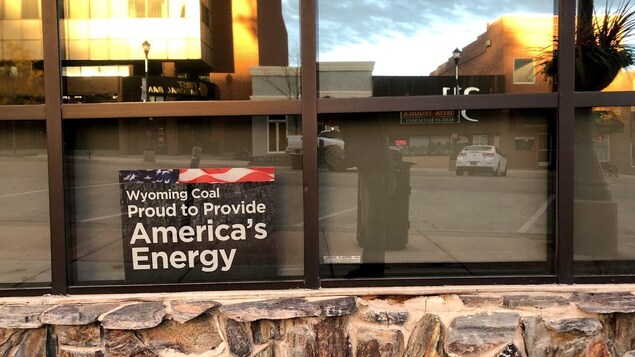 Wyoming Coal
Proud to Provide
America's
Energy